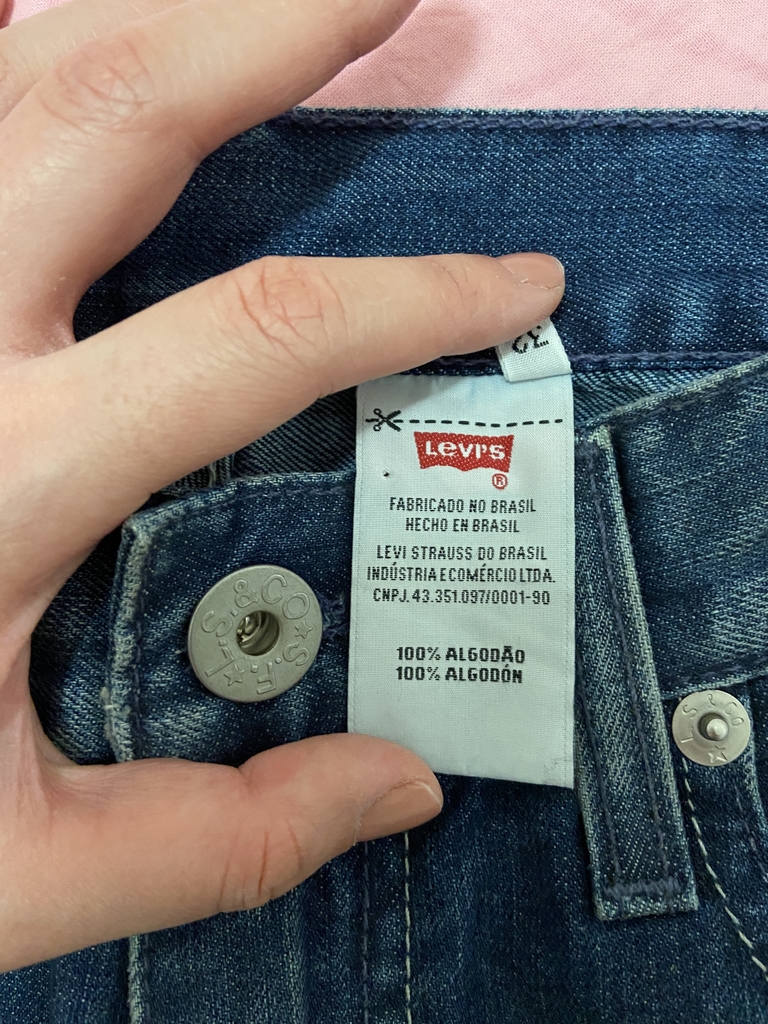 32
LEVI'S
®
FABRICADO NO BRASIL
HECHO EN BRASIL
LEVI STRAUSS DO BRASIL
INDÚSTRIA E COMÉRCIO LTDA.
CNPJ. 43.351.097/0001-90
100% ALGODÃO
100% ALGODÓN
L.S.&CO★S.F.★
L S & CO